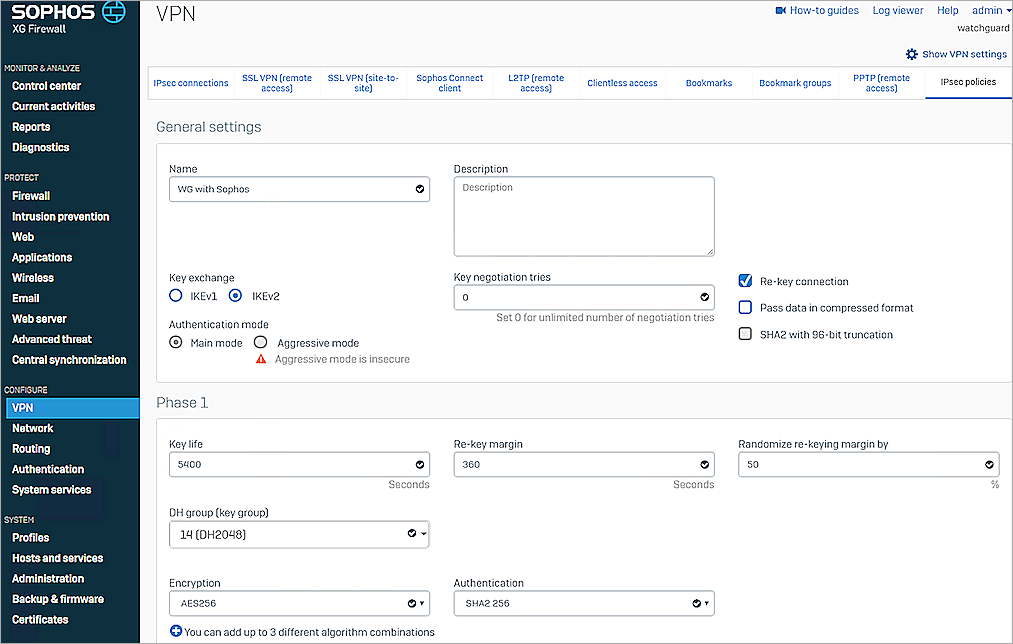 SOPHOS
XG Firewall
MONITOR & ANALYZE
Control center
Current activities
Reports
Diagnostics
PROTECT
Firewall
Intrusion prevention
Web
Applications
Wireless
Email
Web server
Advanced threat
Central synchronization
CONFIGURE
VPN
Network
Routing
Authentication
System services
SYSTEM
Profiles
Hosts and services
Administration
Backup & firmware
Certificates
VPN
How-to guides Log viewer Help admin
watchguard
Show VPN settings
IPsec connections
SSL VPN (remote
access)
SSL VPN (site-to-
site)
Sophos Connect
client
L2TP (remote
access)
Clientless access
Bookmarks
Bookmark groups
PPTP (remote
access)
IPsec policies
General settings
Name
WG with Sophos
Description
Description
Key exchange
IKEv1 IKEv2
Authentication mode
Main mode Aggressive mode
Aggressive mode is insecure
Key negotiation tries
0
Set 0 for unlimited number of negotiation tries
Re-key connection
Pass data in compressed format
SHA2 with 96-bit truncation
Phase 1
Key life
5400
Seconds
Re-key margin
360
Seconds
Randomize re-keying margin by
50
%
DH group (key group)
14 (DH2048)
Encryption
AES256
Authentication
SHA2 256
You can add up to 3 different algorithm combinations